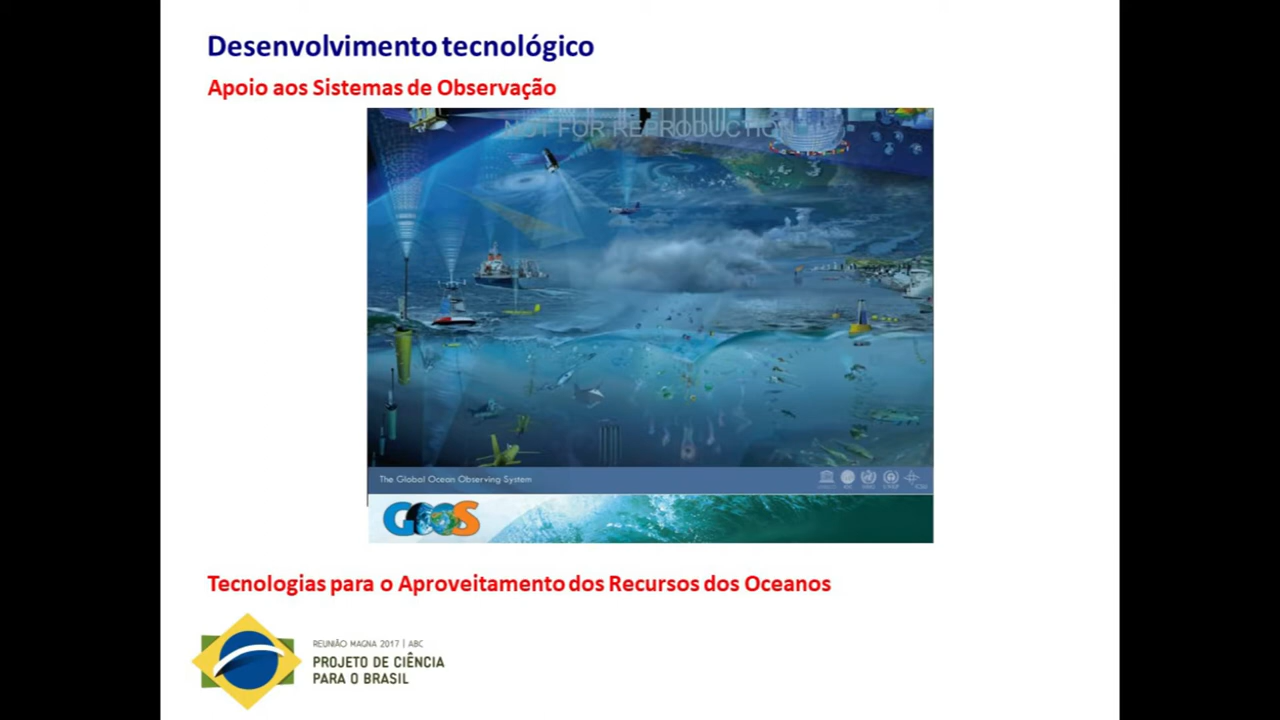 Desenvolvimento tecnológico
Apoio aos Sistemas de Observação
NOT FOR REPRODUCTION
The Global Ocean Observing System
GOOS
Tecnologias para o Aproveitamento dos Recursos dos Oceanos
REUNIÃO MAGNA 2017 | ABC
PROJETO DE CIÊNCIA
PARA O BRASIL